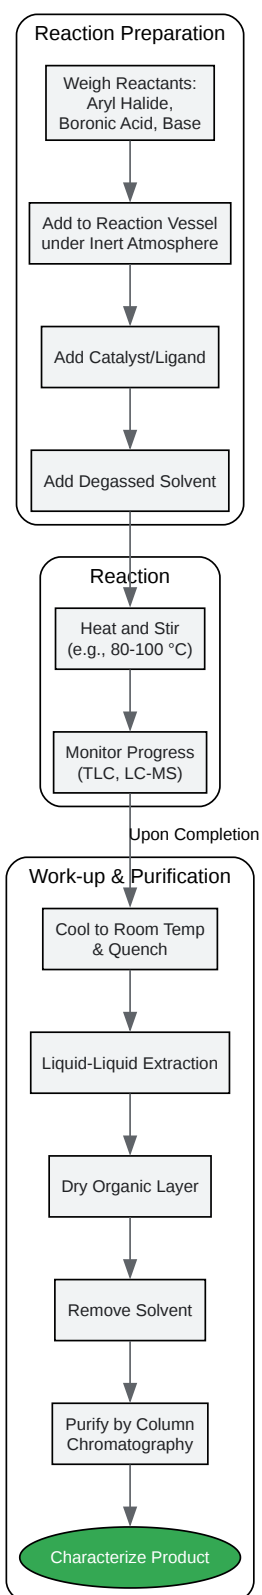 Reaction Preparation
Weigh Reactants:
Aryl Halide,
Boronic Acid, Base
Add to Reaction Vessel
under Inert Atmosphere
Add Catalyst/Ligand
Add Degassed Solvent
Reaction
Heat and Stir
(e.g., 80-100 °C)
Monitor Progress
(TLC, LC-MS)
Upon Completion
Work-up & Purification
Cool to Room Temp
& Quench
Liquid-Liquid Extraction
Dry Organic Layer
Remove Solvent
Purify by Column
Chromatography
Characterize Product